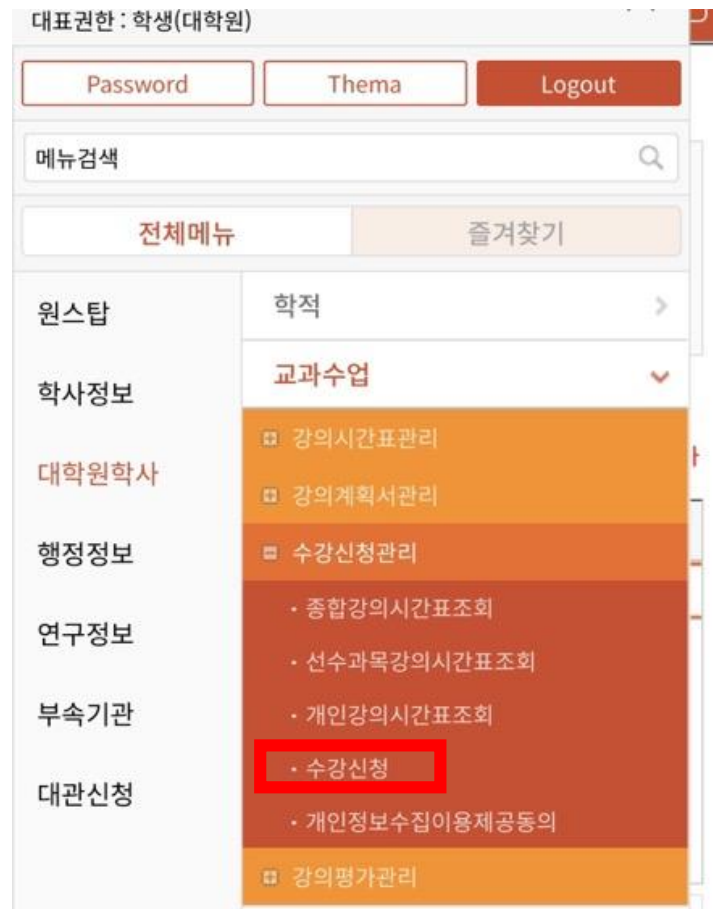 대표권한 : 학생(대학원)
Password
Thema
Logout
메뉴검색
전체메뉴
즐겨찾기
원스탑
학사정보
대학원학사
행정정보
연구정보
부속기관
대관신청
학적
교과수업
강의시간표관리
강의계획서관리
수강신청관리
• 종합강의시간표조회
• 선수과목강의시간표조회
• 개인강의시간표조회
• 수강신청
• 개인정보수집이용제공동의
강의평가관리